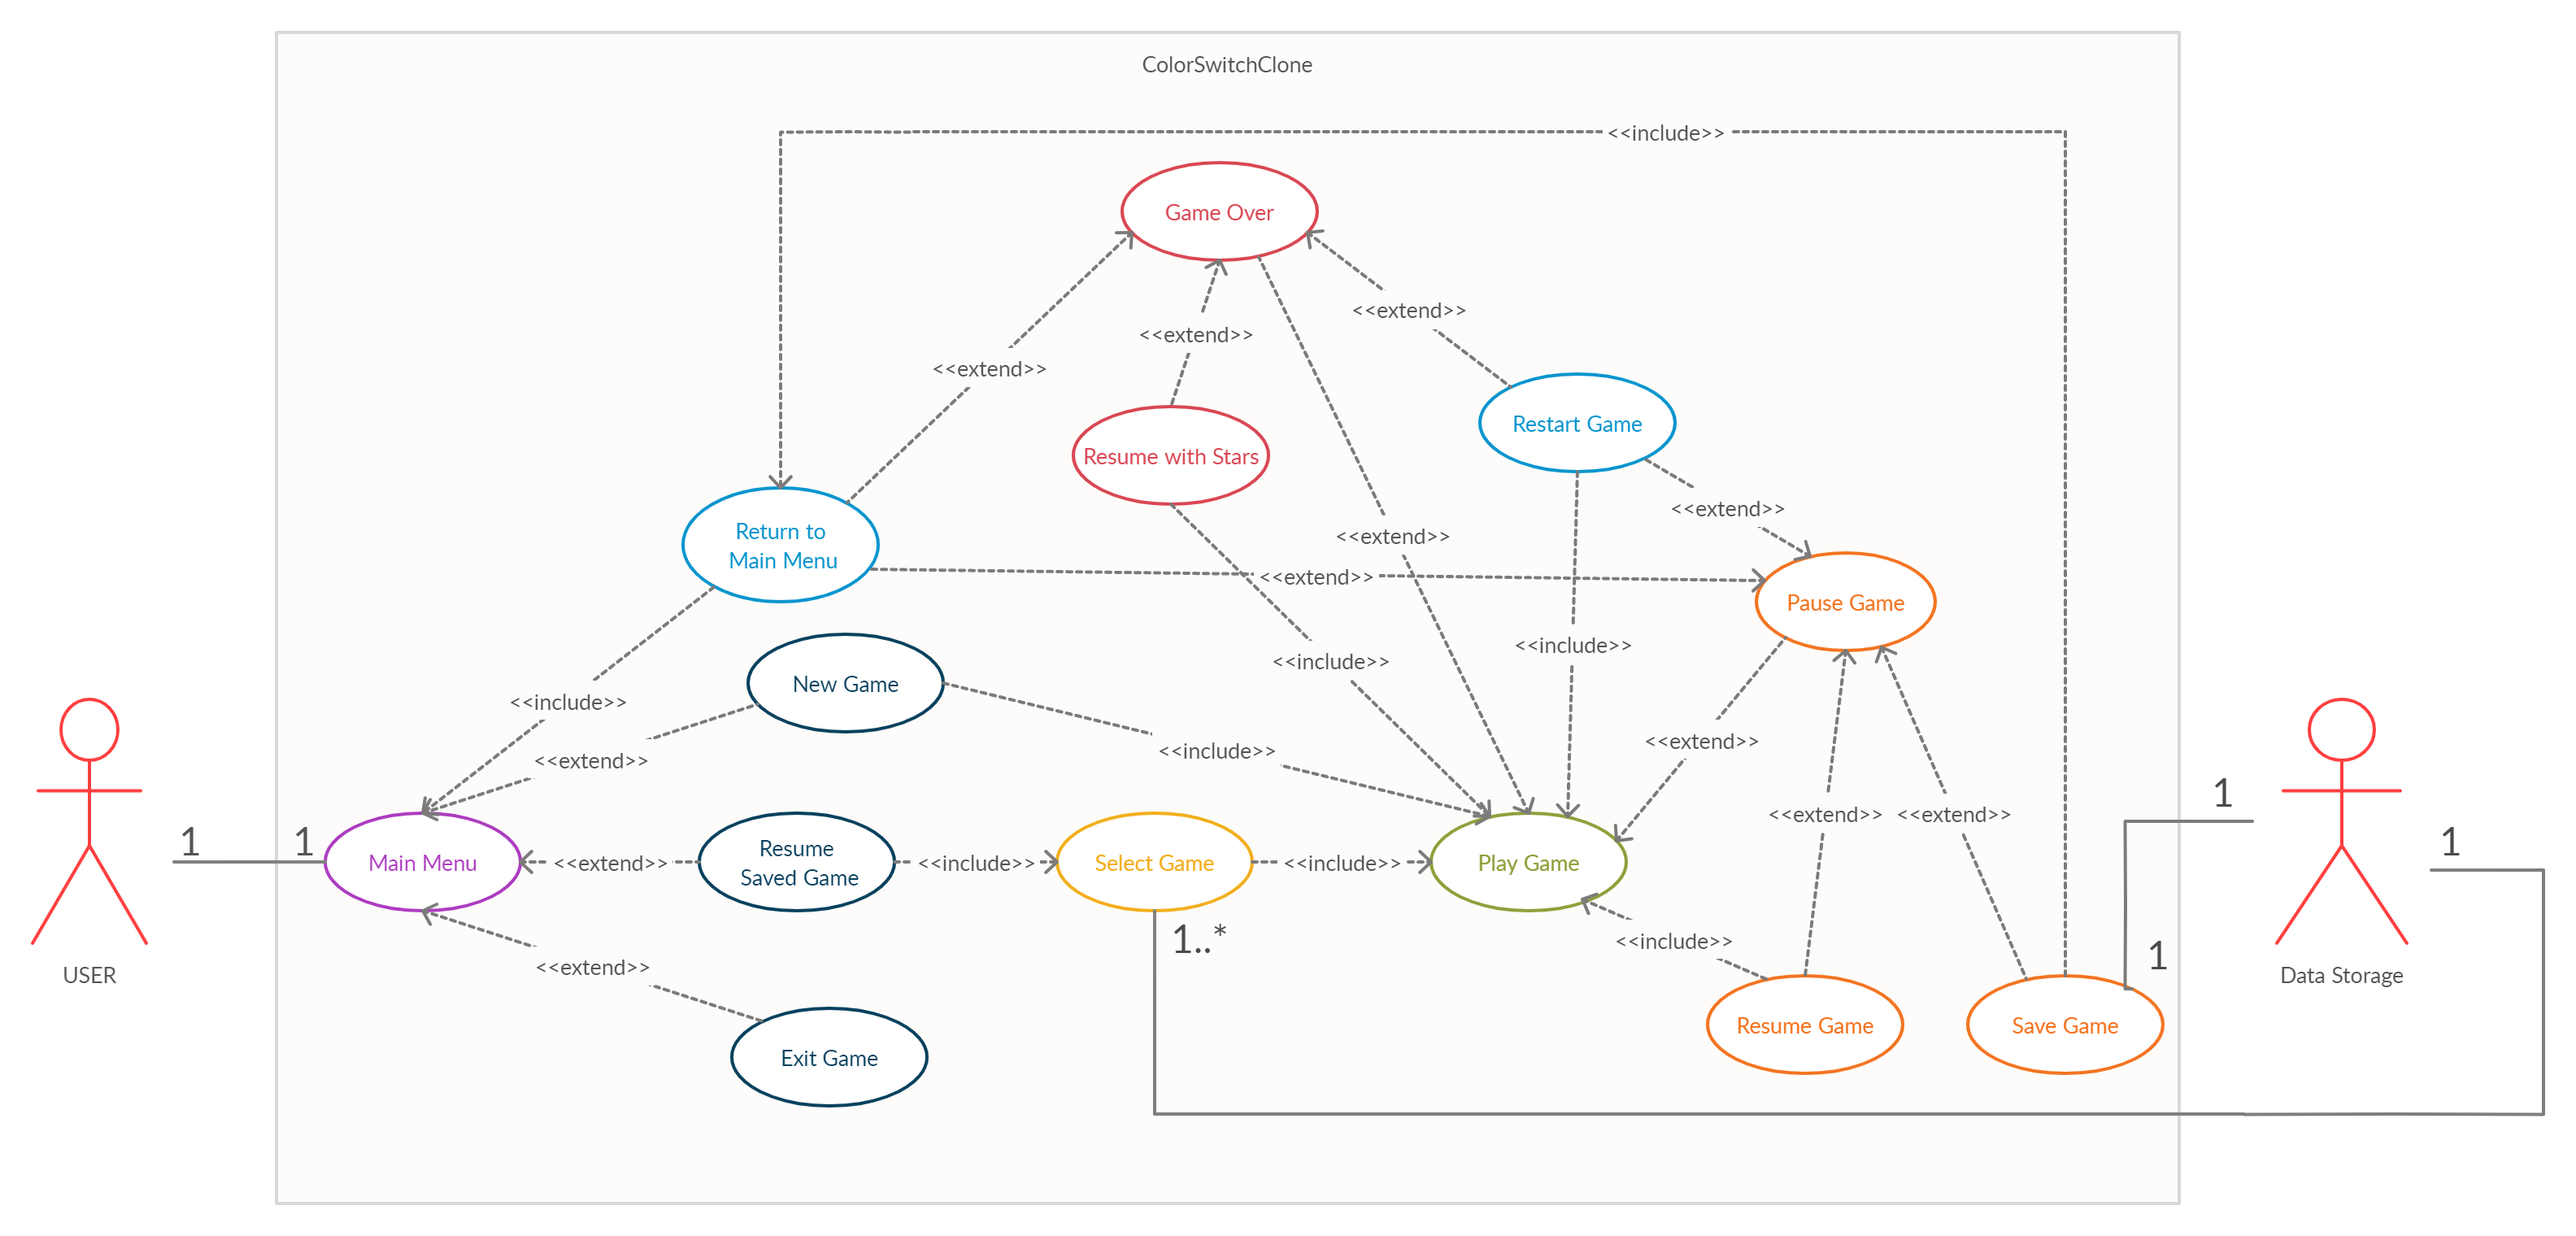 ColorSwitchClone
<<include>>
Game Over
<<extend>>
<<extend>>
<<extend>>
Restart Game
Resume with Stars
<<extend>>
Return to
Main Menu
<<extend>>
<<extend>>
Pause Game
<<include>>
<<include>>
New Game
<<include>>
<<extend>>
<<include>>
<<extend>>
1
<<extend>>
<<extend>>
1
1
1
Resume
Saved Game
Main Menu
<<extend>>
<<include>>
Select Game
<<include>>
Play Game
1..*
<<include>>
1
<<extend>>
USER
Data Storage
Resume Game
Save Game
Exit Game